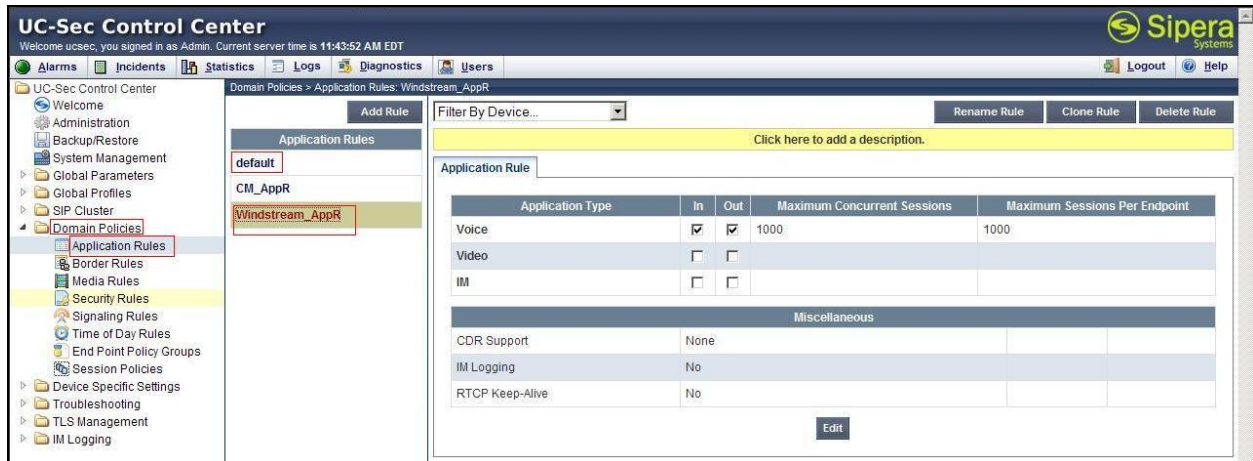 UC-Sec Control Center
Welcome ucsec, you signed in as Admin. Current server time is 11:43:52 AM EDT
Sipera
Systems
Alarms Incidents Statistics Logs Diagnostics Users Logout Help
UC-Sec Control Center
Welcome
Administration
Backup/Restore
System Management
Global Parameters
Global Profiles
SIP Cluster
Domain Policies
Application Rules
Border Rules
Media Rules
Security Rules
Signaling Rules
Time of Day Rules
End Point Policy Groups
Session Policies
Device Specific Settings
Troubleshooting
TLS Management
IM Logging
Domain Policies > Application Rules: Windstream_AppR
Add Rule
Application Rules
default
CM_AppR
Windstream_AppR
Filter By Device...
Rename Rule Clone Rule Delete Rule
Click here to add a description.
Application Rule
Application Type In Out Maximum Concurrent Sessions Maximum Sessions Per Endpoint
Voice 1000 1000
Video
IM
Miscellaneous
CDR Support None
IM Logging No
RTCP Keep-Alive No
Edit